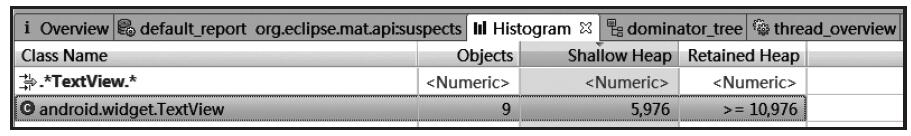 i Overview default_report org.eclipse.mat.api:suspects Histogram dominator_tree thread_overview
Class Name Objects Shallow Heap Retained Heap
.*TextView.* <Numeric> <Numeric> <Numeric>
android.widget.TextView 9 5,976 >= 10,976